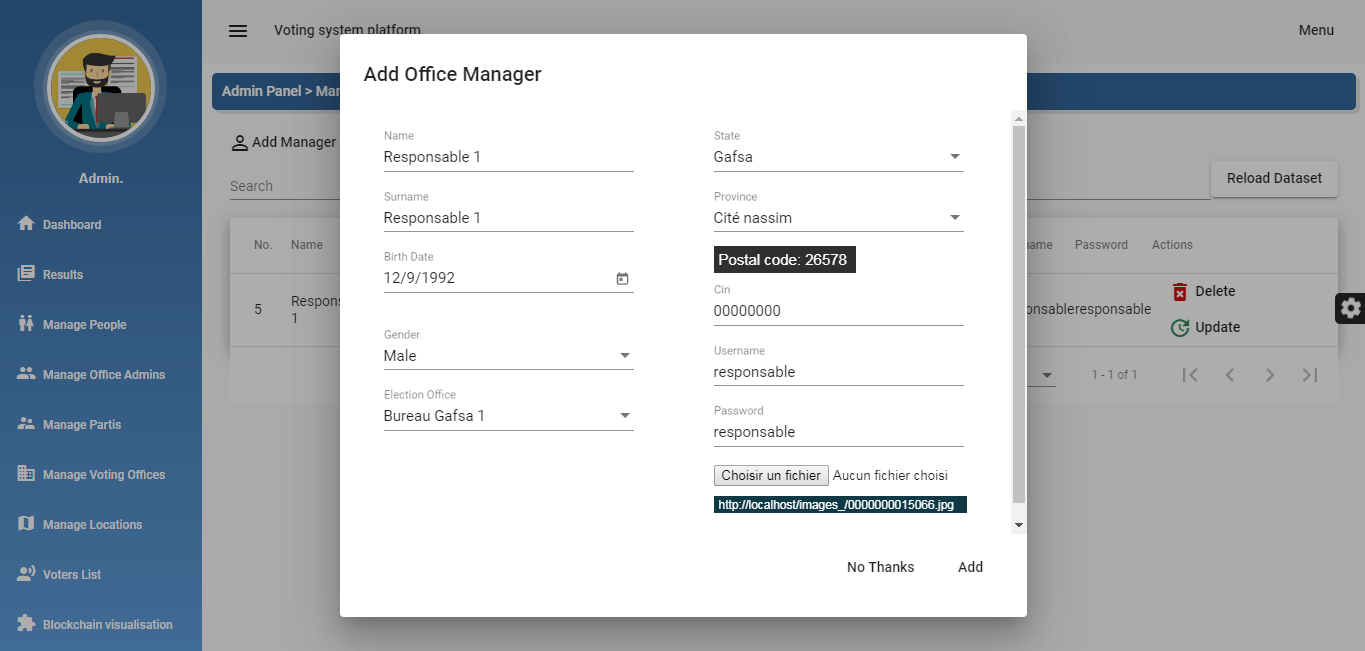 Voting system platform
Menu
Admin.
Dashboard
Results
Manage People
Manage Office Admins
Manage Partis
Manage Voting Offices
Manage Locations
Voters List
Blockchain visualisation
Admin Panel > Mar
Add Manager
Search
Reload Dataset
No. Name
ame Password Actions
5 Respons
1
onsable responsable
Delete
Update
1 - 1 of 1
Add Office Manager
Name
Responsable 1
Surname
Responsable 1
Birth Date
12/9/1992
Gender
Male
Election Office
Bureau Gafsa 1
State
Gafsa
Province
Cité nassim
Postal code: 26578
Cin
00000000
Username
responsable
Password
responsable
Choisir un fichier Aucun fichier choisi
http://localhost/images_/0000000015066.jpg
No Thanks Add